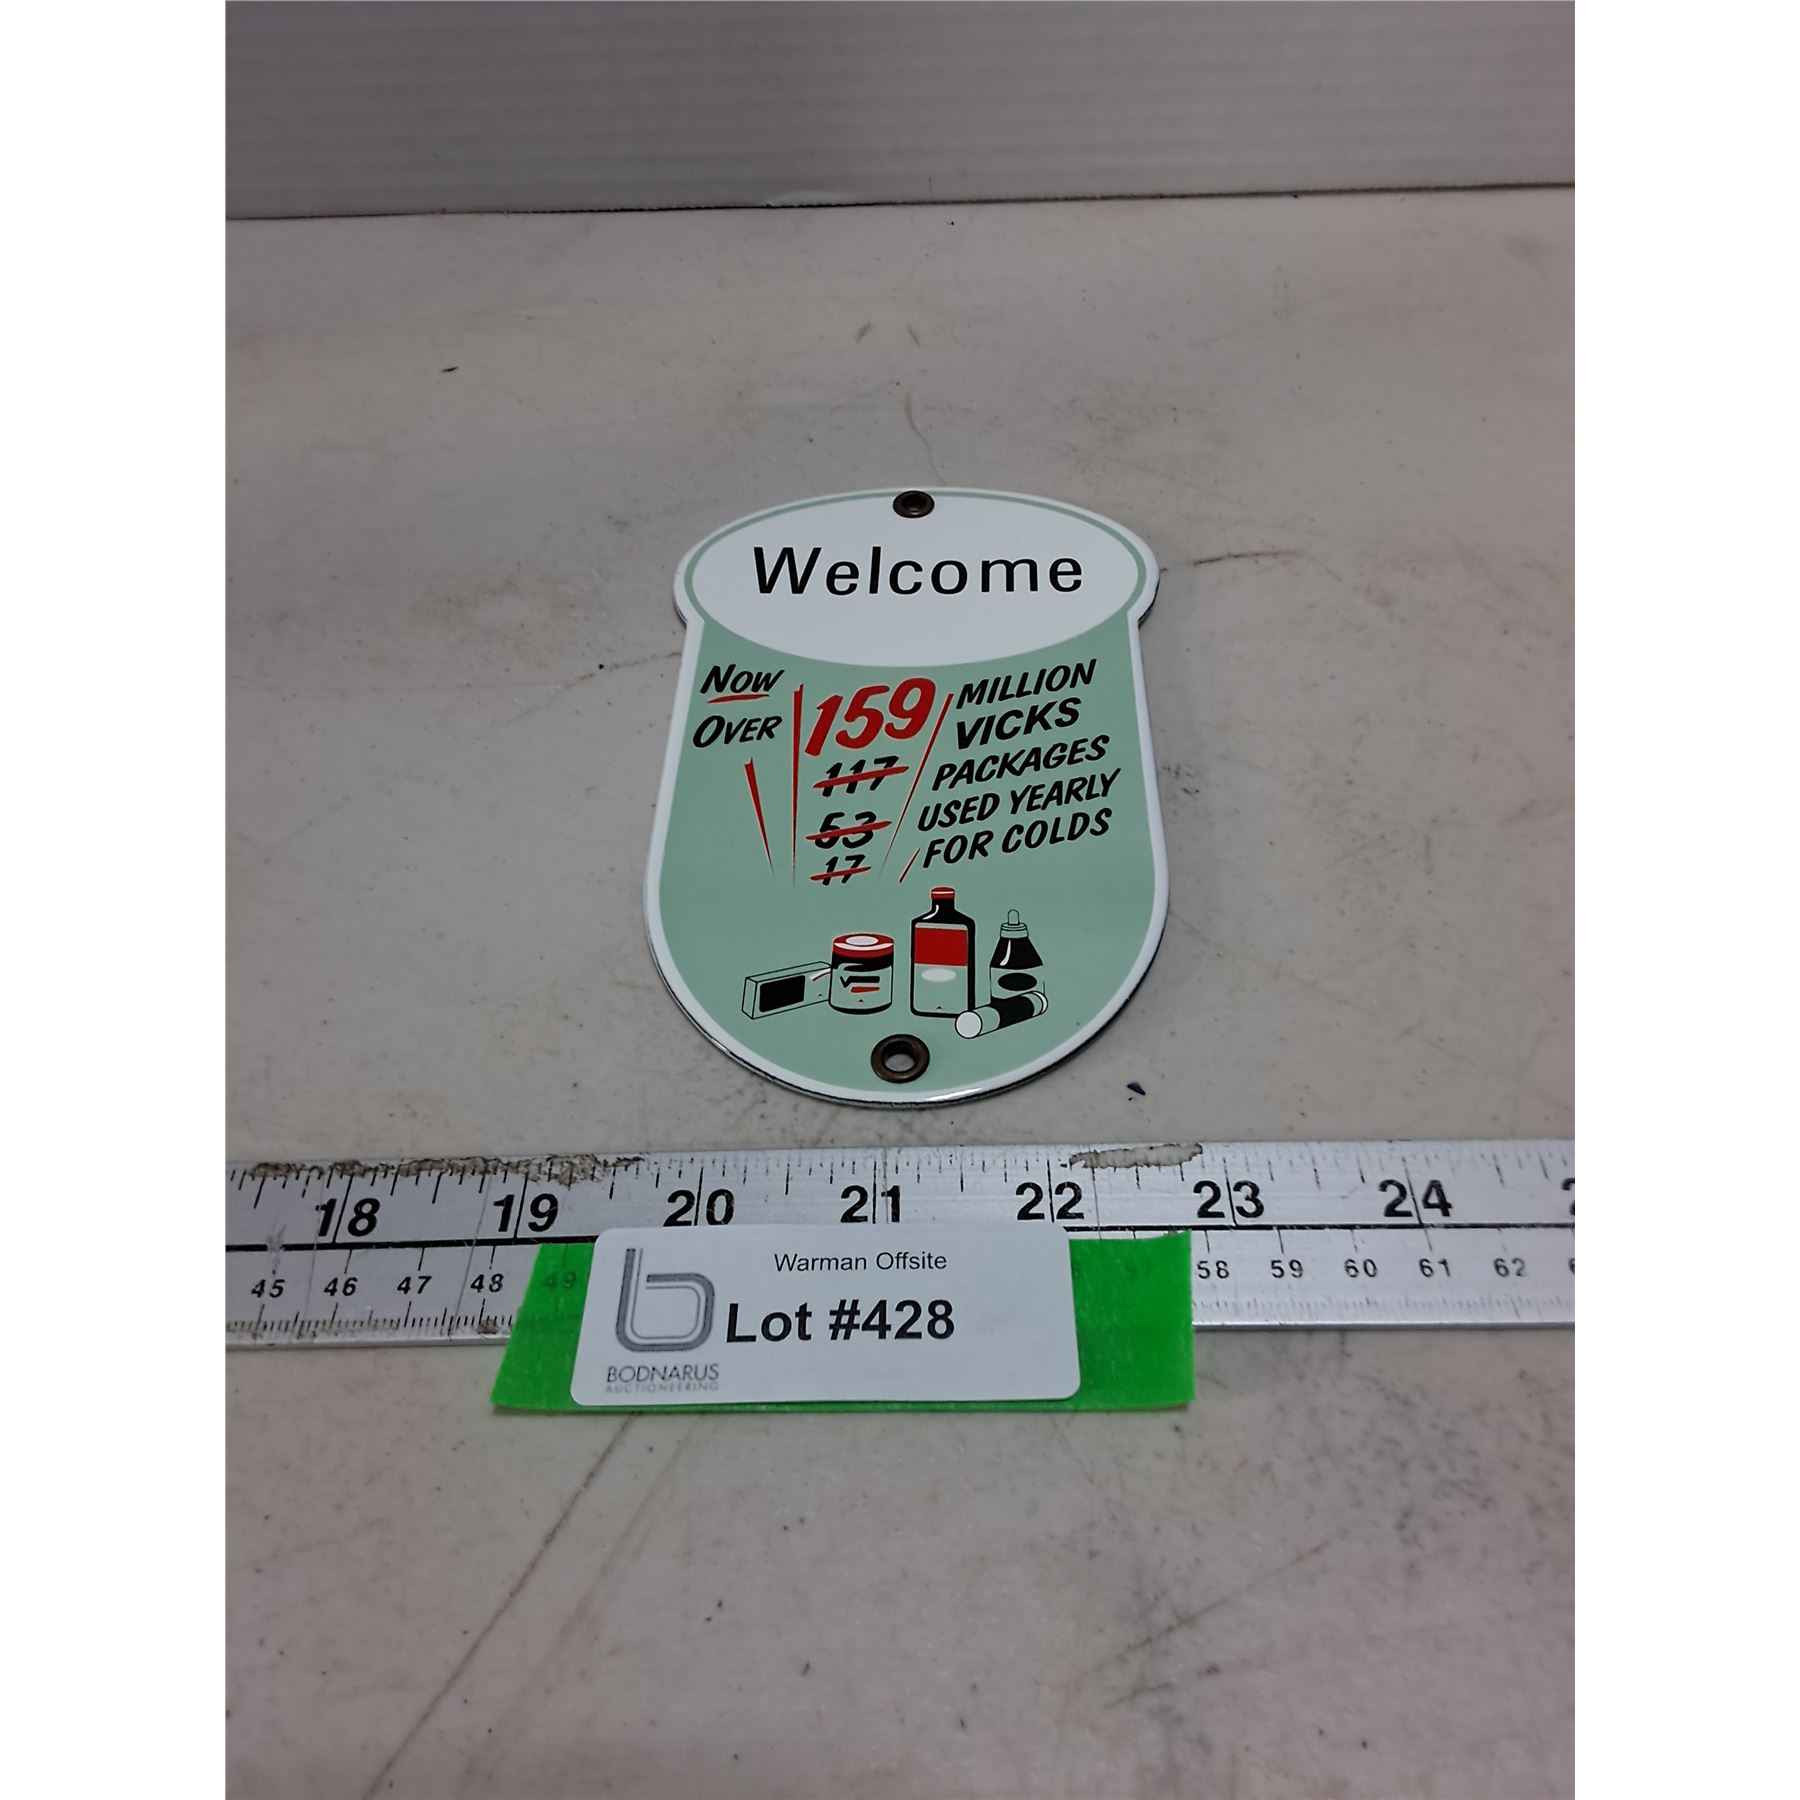 Welcome
Now
Over
159
117
53
17
MILLION
VICKS
PACKAGES
USED YEARLY
FOR COLDS
18 19 20 21 22 23 24
45 46 47 48 49 58 59 60 61 62
Warman Offsite
Lot #428
BODNARUS
AUCTIONEERING